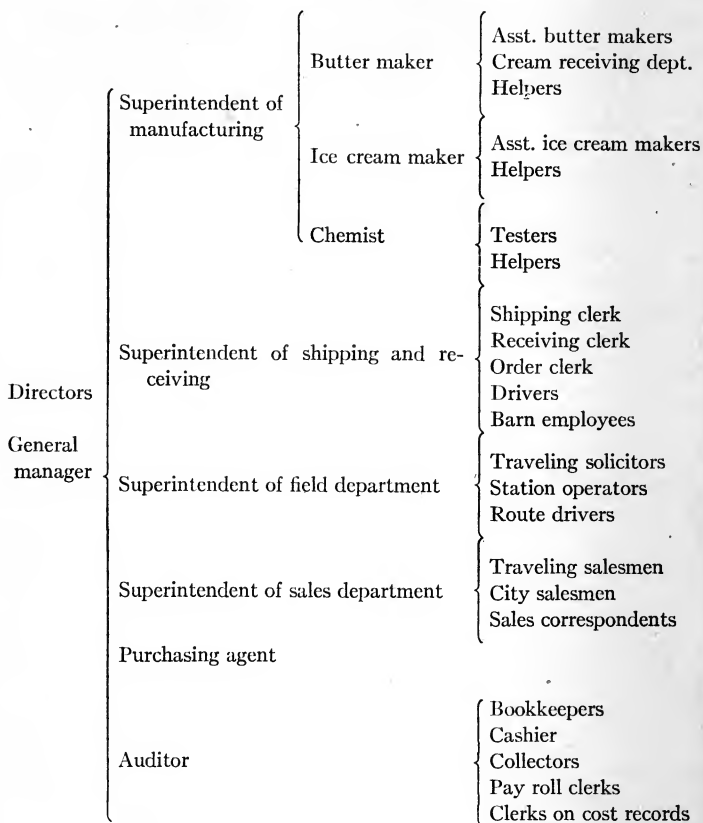 Directors
General
manager
Superintendent of
manufacturing
Butter maker
Asst. butter makers
Cream receiving dept.
Helpers
Ice cream maker
Asst. ice cream makers
Helpers
Chemist
Testers
Helpers
Superintendent of shipping and re-
ceiving
Shipping clerk
Receiving clerk
Order clerk
Drivers
Barn employees
Superintendent of field department
Traveling solicitors
Station operators
Route drivers
Superintendent of sales department
Traveling salesmen
City salesmen
Sales correspondents
Purchasing agent
Auditor
Bookkeepers
Cashier
Collectors
Pay roll clerks
Clerks on cost records